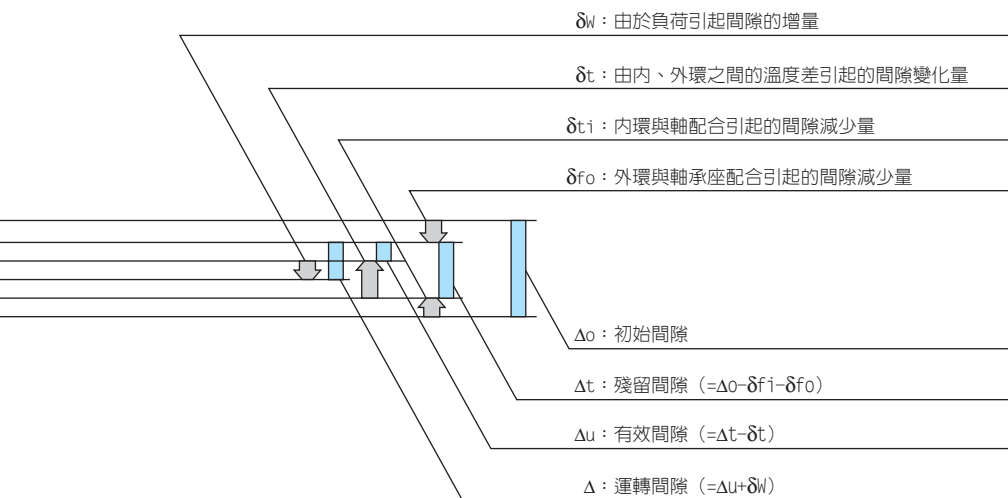 δW：由於負荷引起間隙的增量
δt：由内、外環之間的溫度差引起的間隙變化量
δti：内環與軸配合引起的間隙減少量
δfo：外環與軸承座配合引起的間隙減少量
Δo：初始間隙
Δt：殘留間隙（=Δo-δfi-δfo）
Δu：有效間隙（=Δt-δt）
Δ：運轉間隙（=Δu+δW）